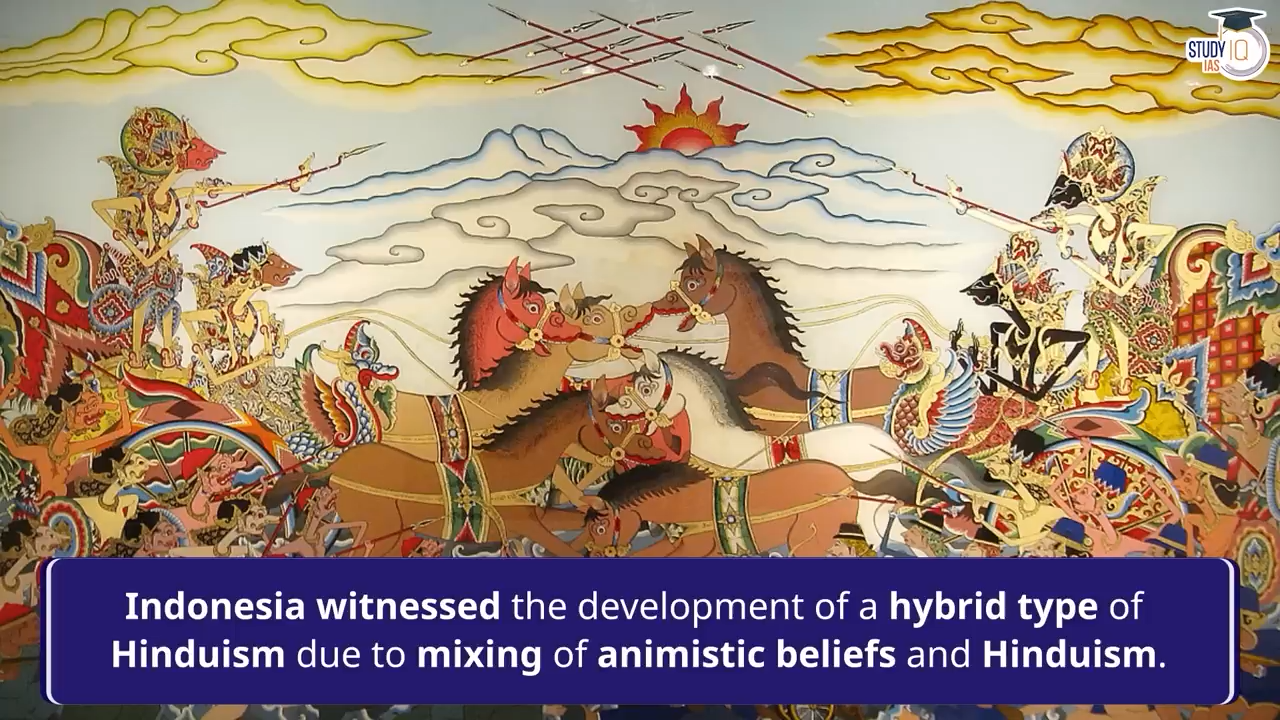 STUDY IQ
IAS
Indonesia witnessed the development of a hybrid type of
Hinduism due to mixing of animistic beliefs and Hinduism.